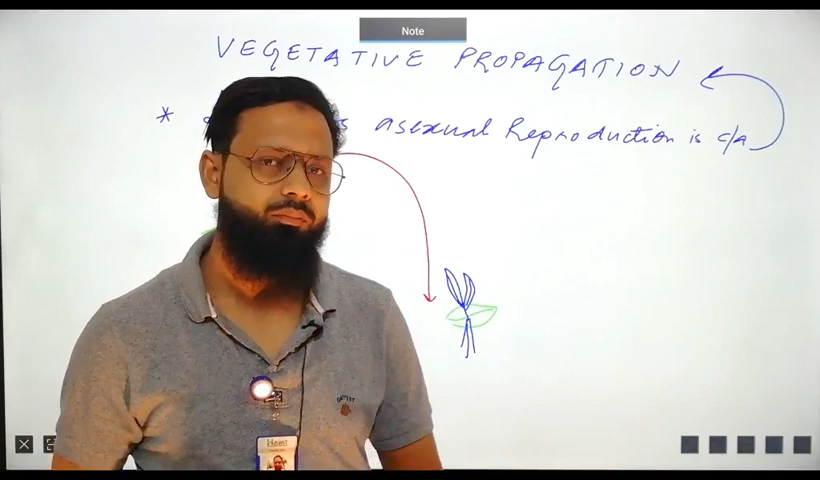 Note
VEGETATIVE PROPAGATION
* asexual Reproduction is c/a